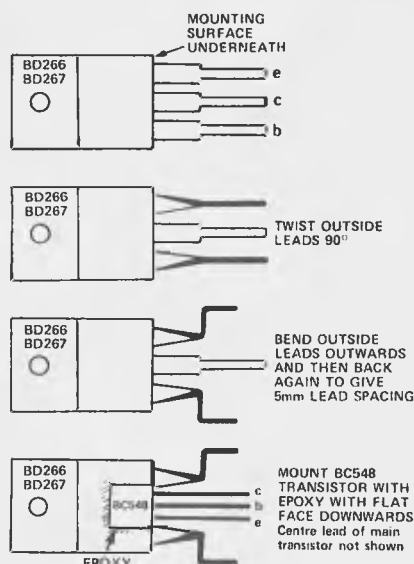 MOUNTING
SURFACE
UNDERNEATH
BD266
BD267
e
c
b
BD266
BD267
TWIST OUTSIDE
LEADS 90°
BD266
BD267
BEND OUTSIDE
LEADS OUTWARDS
AND THEN BACK
AGAIN TO GIVE
5mm LEAD SPACING
BD266
BD267
BC548
c
b
e
MOUNT BC548
TRANSISTOR WITH
EPOXY WITH FLAT
FACE DOWNWARDS
Centre lead of main
transistor not shown
EPOXY